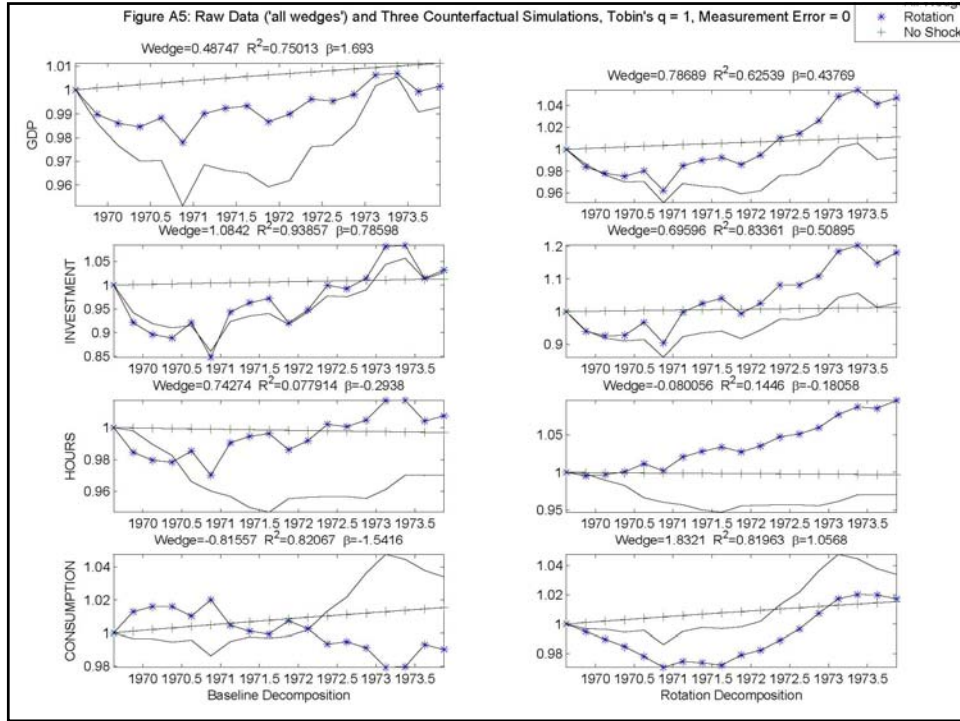 Figure A5: Raw Data ('all wedges') and Three Counterfactual Simulations, Tobin's q = 1, Measurement Error = 0
Rotation
No Shock
Wedge=0.48747 R²=0.75013 β=1.693
1.01
1
0.99
0.98
0.97
0.96
GDP
1970 1970.5 1971 1971.5 1972 1972.5 1973 1973.5
Wedge=0.78689 R²=0.62539 β=0.43769
1.04
1.02
1
0.98
0.96
1970 1970.5 1971 1971.5 1972 1972.5 1973 1973.5
Wedge=1.0842 R²=0.93857 β=0.78598
1.05
1
0.95
0.9
0.85
INVESTMENT
1970 1970.5 1971 1971.5 1972 1972.5 1973 1973.5
Wedge=0.69596 R²=0.83361 β=0.50895
1.2
1.1
1
0.9
1970 1970.5 1971 1971.5 1972 1972.5 1973 1973.5
Wedge=0.74274 R²=0.077914 β=-0.2938
1
0.98
0.96
HOURS
1970 1970.5 1971 1971.5 1972 1972.5 1973 1973.5
Wedge=-0.080056 R²=0.1446 β=-0.18058
1.05
1
0.95
1970 1970.5 1971 1971.5 1972 1972.5 1973 1973.5
Wedge=-0.81557 R²=0.82067 β=-1.5416
1.04
1.02
1
0.98
CONSUMPTION
1970 1970.5 1971 1971.5 1972 1972.5 1973 1973.5
Baseline Decomposition
Wedge=1.8321 R²=0.81963 β=1.0568
1.04
1.02
1
0.98
1970 1970.5 1971 1971.5 1972 1972.5 1973 1973.5
Rotation Decomposition